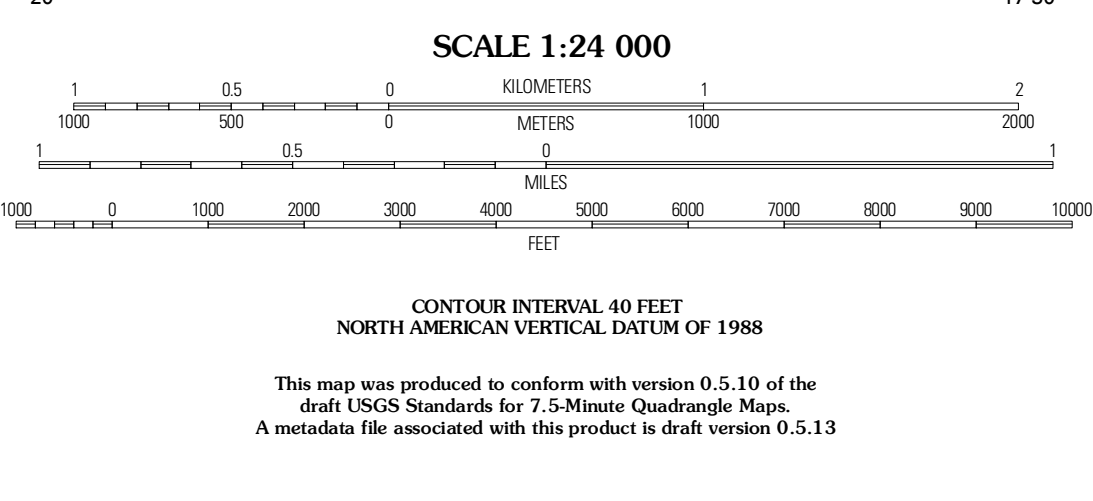 SCALE 1:24 000
1 0.5 0 KILOMETERS 1 2
1000 500 0 METERS 1000 2000
1 0.5 0 1
MILES
1000 0 1000 2000 3000 4000 5000 6000 7000 8000 9000 10000
FEET
CONTOUR INTERVAL 40 FEET
NORTH AMERICAN VERTICAL DATUM OF 1988
This map was produced to conform with version 0.5.10 of the
draft USGS Standards for 7.5-Minute Quadrangle Maps.
A metadata file associated with this product is draft version 0.5.13